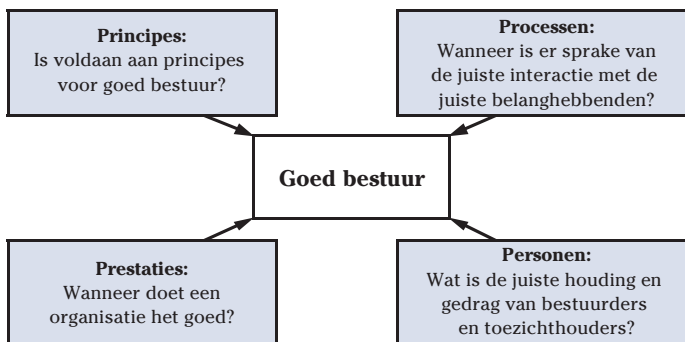 Principes:
Is voldaan aan principes
voor goed bestuur?
Processen:
Wanneer is er sprake van
de juiste interactie met de
juiste belanghebbenden?
Goed bestuur
Prestaties:
Wanneer doet een
organisatie het goed?
Personen:
Wat is de juiste houding en
gedrag van bestuurders
en toezichthouders?